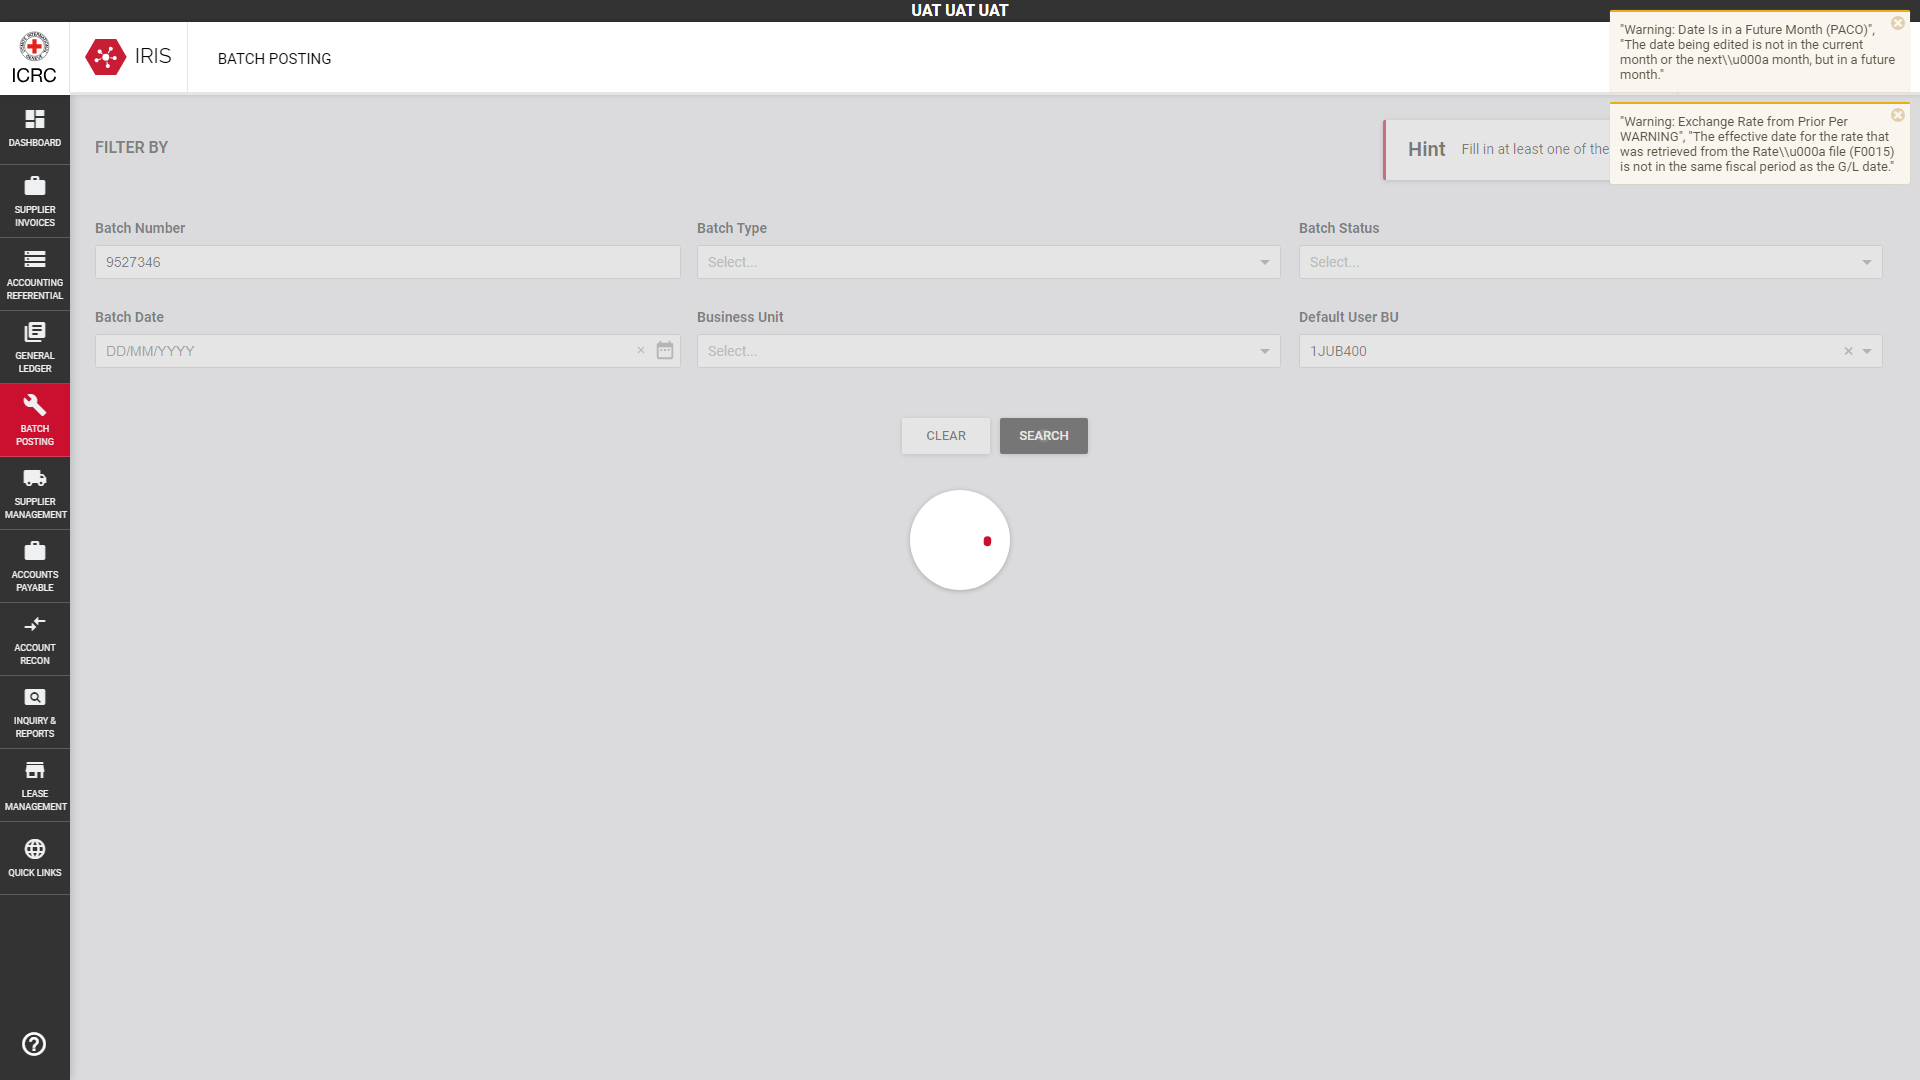 UAT UAT UAT
ICRC
IRIS
BATCH POSTING
"Warning: Date Is in a Future Month (PACO)",
"The date being edited is not in the current
month or the next\\u000a month, but in a future
month."
"Warning: Exchange Rate from Prior Per
WARNING", "The effective date for the rate that
was retrieved from the Rate\\u000a file (F0015)
is not in the same fiscal period as the G/L date."
DASHBOARD
SUPPLIER
INVOICES
ACCOUNTING
REFERENTIAL
GENERAL
LEDGER
BATCH
POSTING
SUPPLIER
MANAGEMENT
ACCOUNTS
PAYABLE
ACCOUNT
RECON
INQUIRY &
REPORTS
LEASE
MANAGEMENT
QUICK LINKS
FILTER BY
Hint Fill in at least one of the
Batch Number
9527346
Batch Type
Select...
Batch Status
Select...
Batch Date
DD/MM/YYYY
Business Unit
Select...
Default User BU
1JUB400
CLEAR
SEARCH